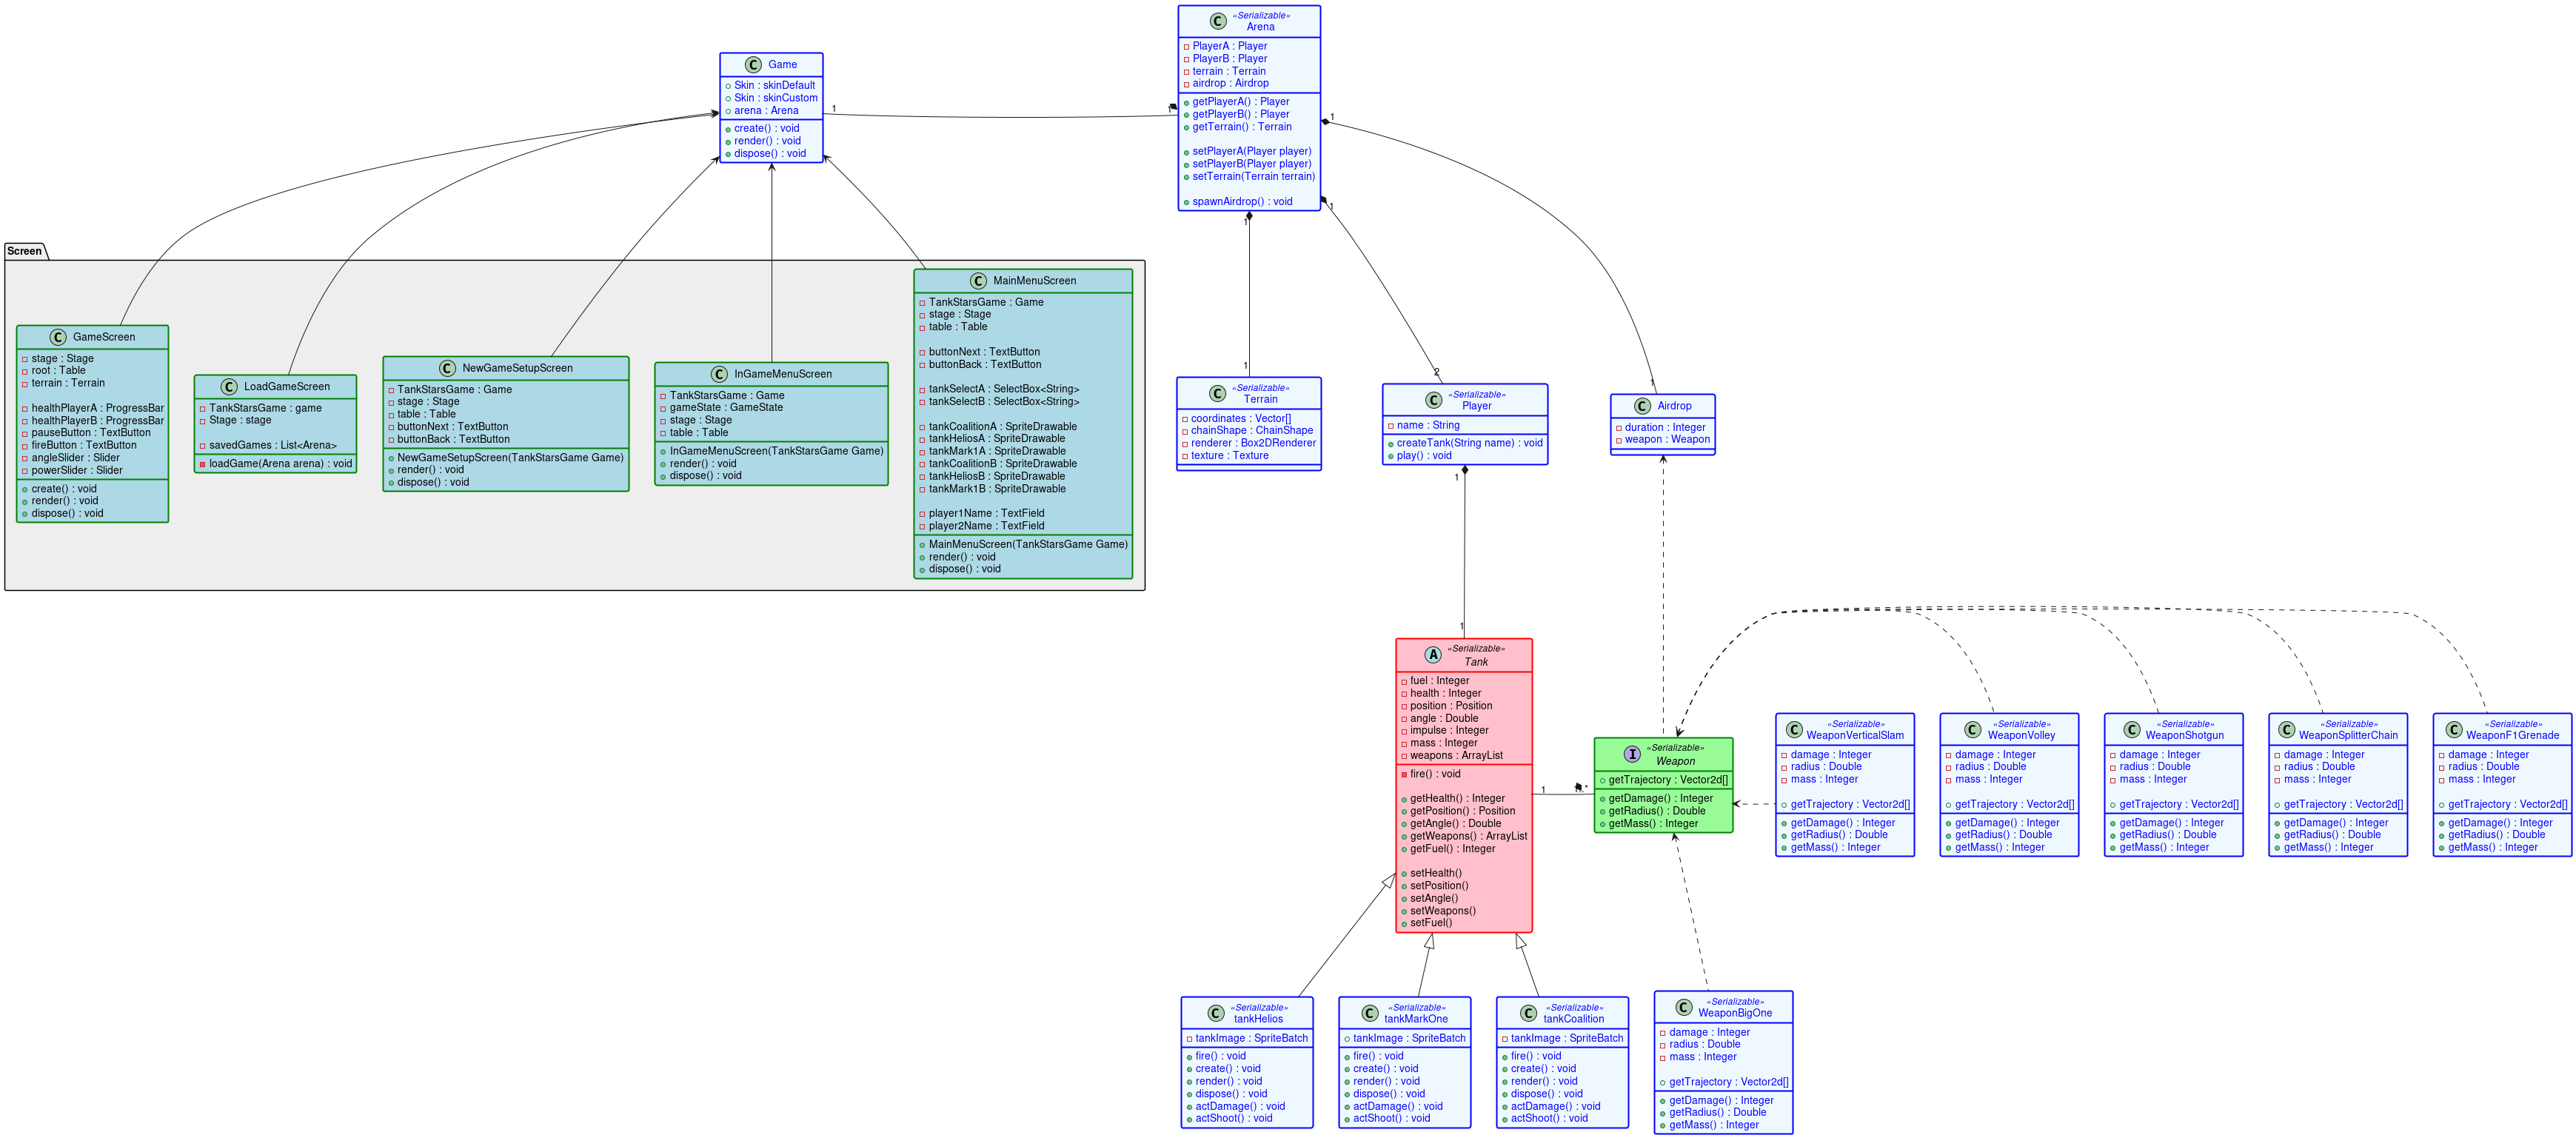 C «Serializable»
Arena
PlayerA : Player
PlayerB : Player
terrain : Terrain
airdrop : Airdrop
getPlayerA() : Player
getPlayerB() : Player
getTerrain() : Terrain
setPlayerA(Player player)
setPlayerB(Player player)
setTerrain(Terrain terrain)
spawnAirdrop() : void
C Game
Skin : skinDefault
Skin : skinCustom
arena : Arena
create() : void
render() : void
dispose() : void
1
1
1
1
1
Screen
C MainMenuScreen
TankStarsGame : Game
stage : Stage
table : Table
buttonNext : TextButton
buttonBack : TextButton
tankSelectA : SelectBox<String>
tankSelectB : SelectBox<String>
tankCoalitionA : SpriteDrawable
tankHeliosA : SpriteDrawable
tankMark1A : SpriteDrawable
tankCoalitionB : SpriteDrawable
tankHeliosB : SpriteDrawable
tankMark1B : SpriteDrawable
player1Name : TextField
player2Name : TextField
MainMenuScreen(TankStarsGame Game)
render() : void
dispose() : void
C GameScreen
stage : Stage
root : Table
terrain : Terrain
healthPlayerA : ProgressBar
healthPlayerB : ProgressBar
pauseButton : TextButton
fireButton : TextButton
angleSlider : Slider
powerSlider : Slider
create() : void
render() : void
dispose() : void
C LoadGameScreen
TankStarsGame : game
Stage : stage
savedGames : List<Arena>
loadGame(Arena arena) : void
C NewGameSetupScreen
TankStarsGame : Game
stage : Stage
table : Table
buttonNext : TextButton
buttonBack : TextButton
NewGameSetupScreen(TankStarsGame Game)
render() : void
dispose() : void
C InGameMenuScreen
TankStarsGame : Game
gameState : GameState
stage : Stage
table : Table
InGameMenuScreen(TankStarsGame Game)
render() : void
dispose() : void
1
2
1
C «Serializable»
Terrain
coordinates : Vector[]
chainShape : ChainShape
renderer : Box2DRenderer
texture : Texture
C «Serializable»
Player
name : String
createTank(String name) : void
play() : void
C Airdrop
duration : Integer
weapon : Weapon
1
1
A «Serializable»
Tank
fuel : Integer
health : Integer
position : Position
angle : Double
impulse : Integer
mass : Integer
weapons : ArrayList
fire() : void
getHealth() : Integer
getPosition() : Position
getAngle() : Double
getWeapons() : ArrayList
getFuel() : Integer
setHealth()
setPosition()
setAngle()
setWeapons()
setFuel()
1
I «Serializable»
Weapon
getTrajectory : Vector2d[]
getDamage() : Integer
getRadius() : Double
getMass() : Integer
C «Serializable»
WeaponVerticalSlam
damage : Integer
radius : Double
mass : Integer
getTrajectory : Vector2d[]
getDamage() : Integer
getRadius() : Double
getMass() : Integer
C «Serializable»
WeaponVolley
damage : Integer
radius : Double
mass : Integer
getTrajectory : Vector2d[]
getDamage() : Integer
getRadius() : Double
getMass() : Integer
C «Serializable»
WeaponShotgun
damage : Integer
radius : Double
mass : Integer
getTrajectory : Vector2d[]
getDamage() : Integer
getRadius() : Double
getMass() : Integer
C «Serializable»
WeaponSplitterChain
damage : Integer
radius : Double
mass : Integer
getTrajectory : Vector2d[]
getDamage() : Integer
getRadius() : Double
getMass() : Integer
C «Serializable»
WeaponF1Grenade
damage : Integer
radius : Double
mass : Integer
getTrajectory : Vector2d[]
getDamage() : Integer
getRadius() : Double
getMass() : Integer
C «Serializable»
tankHelios
tankImage : SpriteBatch
fire() : void
create() : void
render() : void
dispose() : void
actDamage() : void
actShoot() : void
C «Serializable»
tankMarkOne
tankImage : SpriteBatch
fire() : void
create() : void
render() : void
dispose() : void
actDamage() : void
actShoot() : void
C «Serializable»
tankCoalition
tankImage : SpriteBatch
fire() : void
create() : void
render() : void
dispose() : void
actDamage() : void
actShoot() : void
C «Serializable»
WeaponBigOne
damage : Integer
radius : Double
mass : Integer
getTrajectory : Vector2d[]
getDamage() : Integer
getRadius() : Double
getMass() : Integer